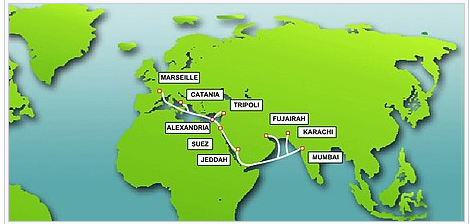 MARSEILLE
CATANIA
TRIPOLI
ALEXANDRIA
FUJAIRAH
KARACHI
SUEZ
JEDDAH
MUMBAI